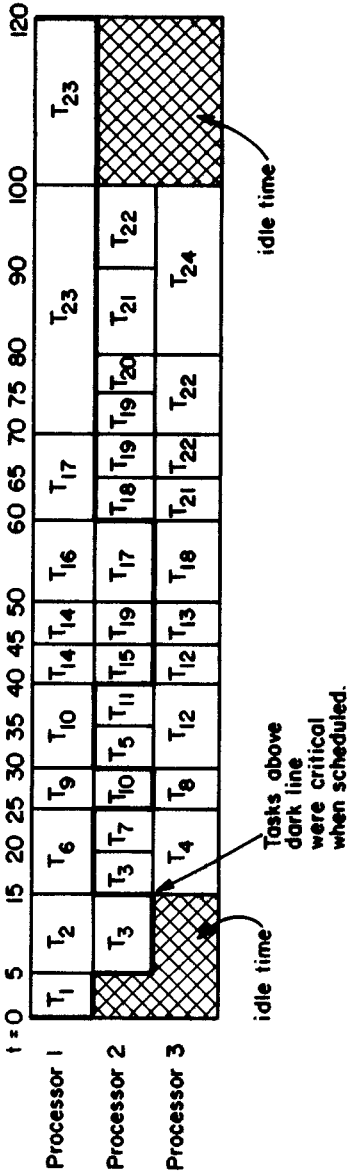 t = 0 5 15 20 25 30 35 40 45 50 60 65 70 75 80 90 100 120
Processor 1 T1 T2 T6 T9 T10 T14 T14 T16 T17 T23 T23
Processor 2 T3 T3 T7 T10 T5 T11 T15 T19 T17 T18 T19 T19 T20 T21 T22
Processor 3 T4 T8 T12 T12 T13 T18 T21 T22 T22 T24
idle time
Tasks above
dark line
were critical
when scheduled.
idle time